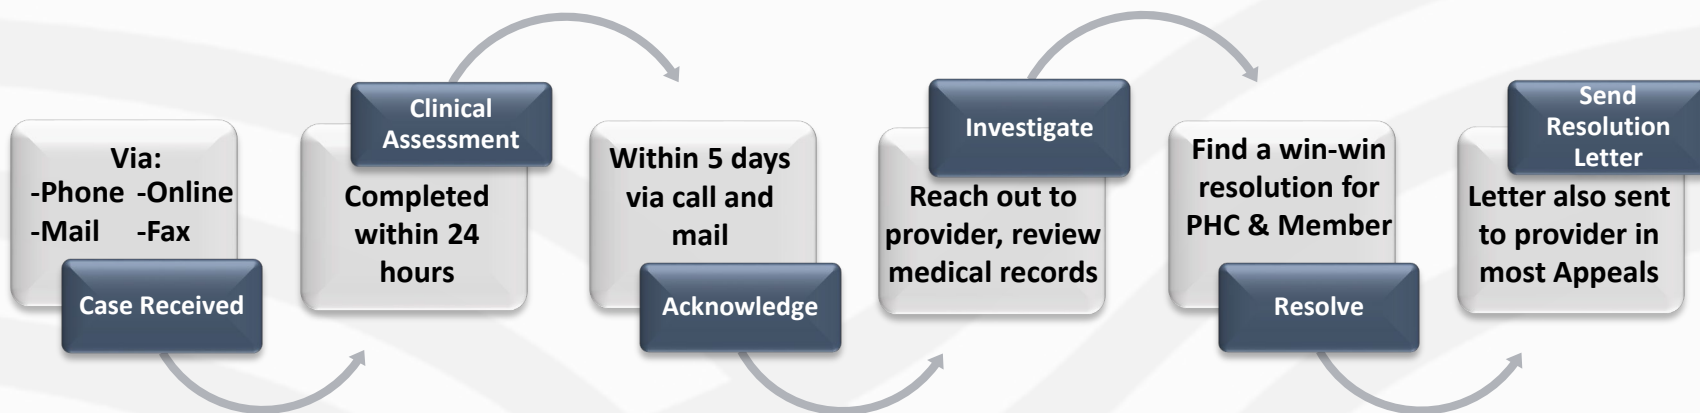 Via:
-Phone -Online
-Mail -Fax
Case Received
Clinical
Assessment
Completed
within 24
hours
Within 5 days
via call and
mail
Acknowledge
Investigate
Reach out to
provider, review
medical records
Find a win-win
resolution for
PHC & Member
Resolve
Send
Resolution
Letter
Letter also sent
to provider in
most Appeals